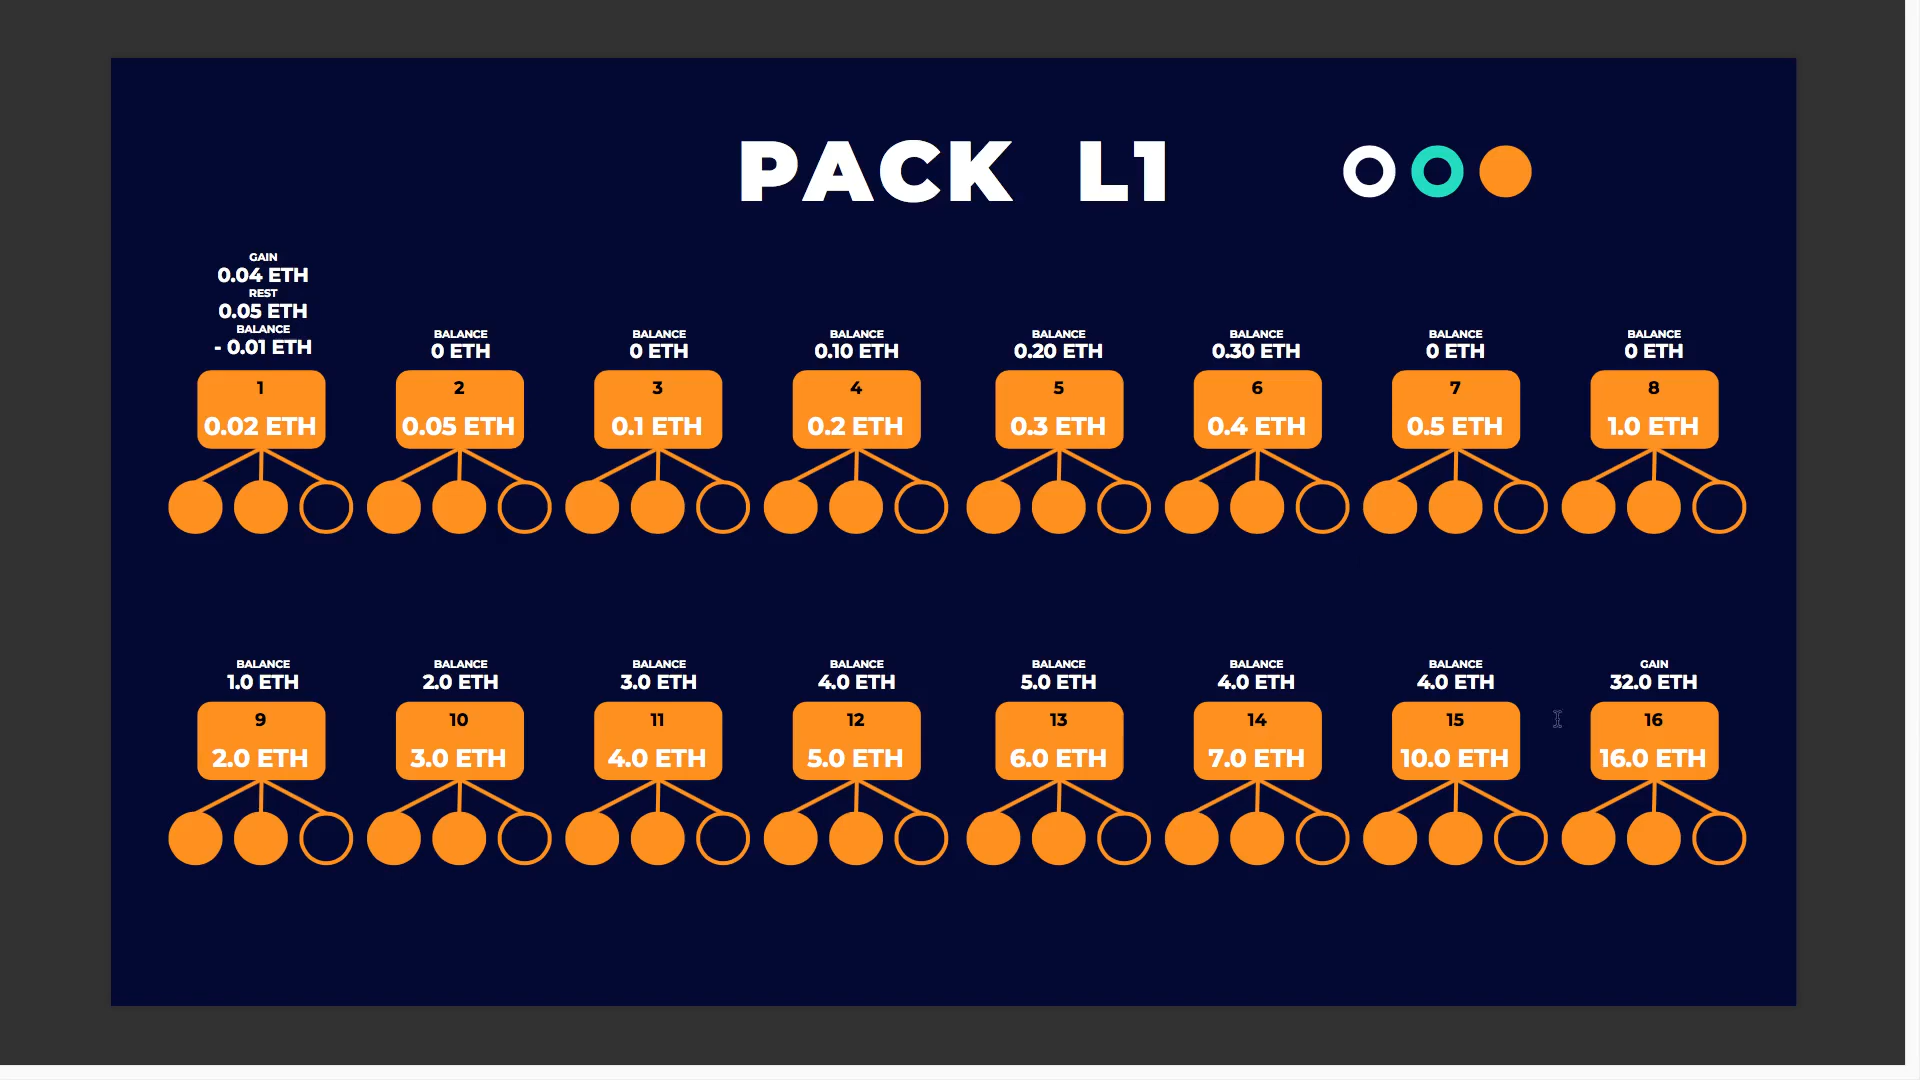 PACK L1
GAIN
0.04 ETH
REST
0.05 ETH
BALANCE
- 0.01 ETH
1
0.02 ETH
BALANCE
0 ETH
2
0.05 ETH
BALANCE
0 ETH
3
0.1 ETH
BALANCE
0.10 ETH
4
0.2 ETH
BALANCE
0.20 ETH
5
0.3 ETH
BALANCE
0.30 ETH
6
0.4 ETH
BALANCE
0 ETH
7
0.5 ETH
BALANCE
0 ETH
8
1.0 ETH
BALANCE
1.0 ETH
9
2.0 ETH
BALANCE
2.0 ETH
10
3.0 ETH
BALANCE
3.0 ETH
11
4.0 ETH
BALANCE
4.0 ETH
12
5.0 ETH
BALANCE
5.0 ETH
13
6.0 ETH
BALANCE
4.0 ETH
14
7.0 ETH
BALANCE
4.0 ETH
15
10.0 ETH
GAIN
32.0 ETH
16
16.0 ETH